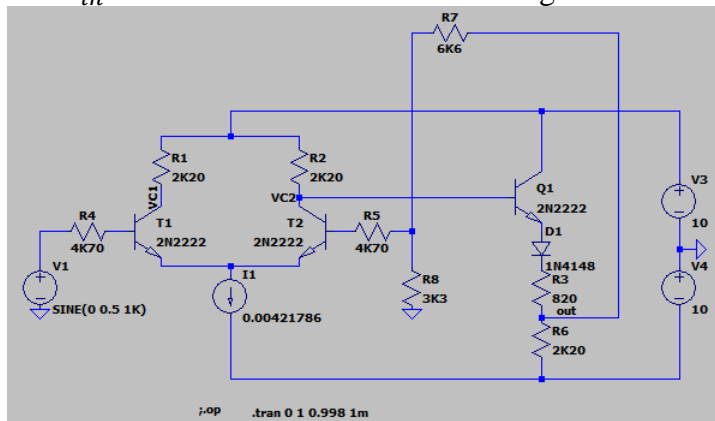 R7
6K6
R1
2K20
R2
2K20
VC1
VC2
Q1
2N2222
V3
10
R4
4K70
T1
2N2222
T2
2N2222
R5
4K70
D1
1N4148
V1
SINE(0 0.5 1K)
I1
0.00421786
R8
3K3
R3
820
out
R6
2K20
V4
10
;.op
.tran 0 1 0.998 1m